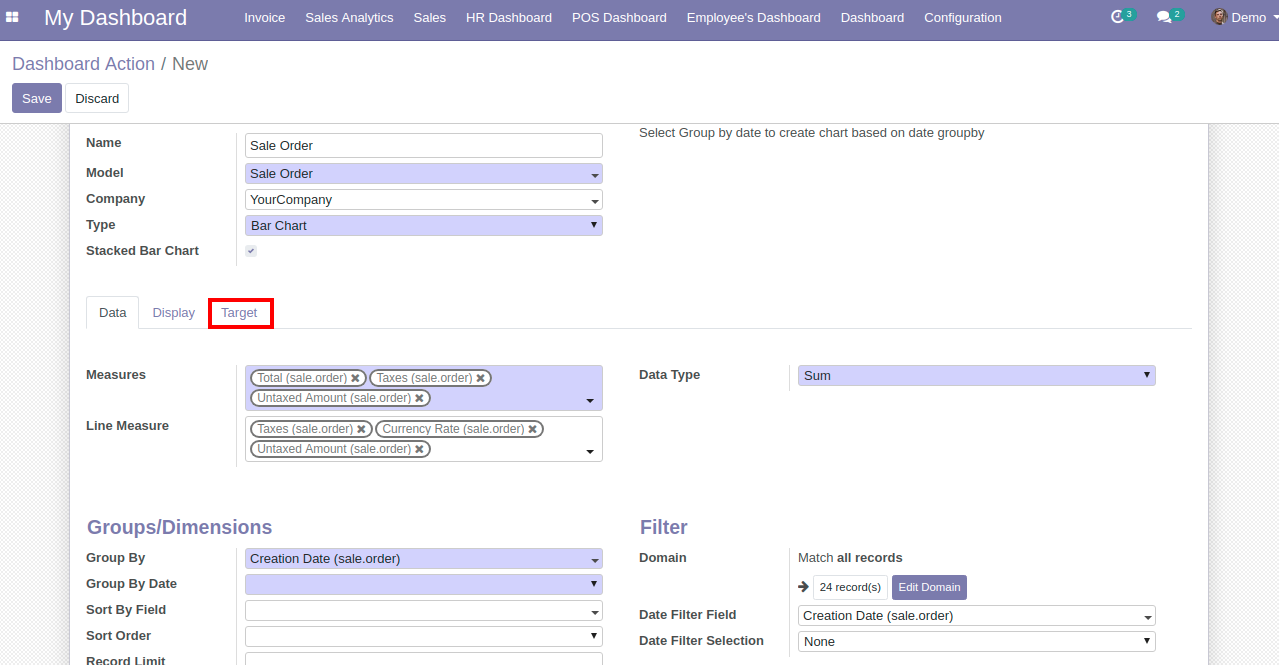 My Dashboard Invoice Sales Analytics Sales HR Dashboard POS Dashboard Employee's Dashboard Dashboard Configuration 3 2 Demo
Dashboard Action / New
Save Discard
Select Group by date to create chart based on date groupby
Name Sale Order
Model Sale Order
Company YourCompany
Type Bar Chart
Stacked Bar Chart
Data Display Target
Measures Total (sale.order) Taxes (sale.order)
Untaxed Amount (sale.order)
Data Type Sum
Line Measure Taxes (sale.order) Currency Rate (sale.order)
Untaxed Amount (sale.order)
Groups/Dimensions
Group By Creation Date (sale.order)
Group By Date
Sort By Field
Sort Order
Record Limit
Filter
Domain Match all records
24 record(s) Edit Domain
Date Filter Field Creation Date (sale.order)
Date Filter Selection None